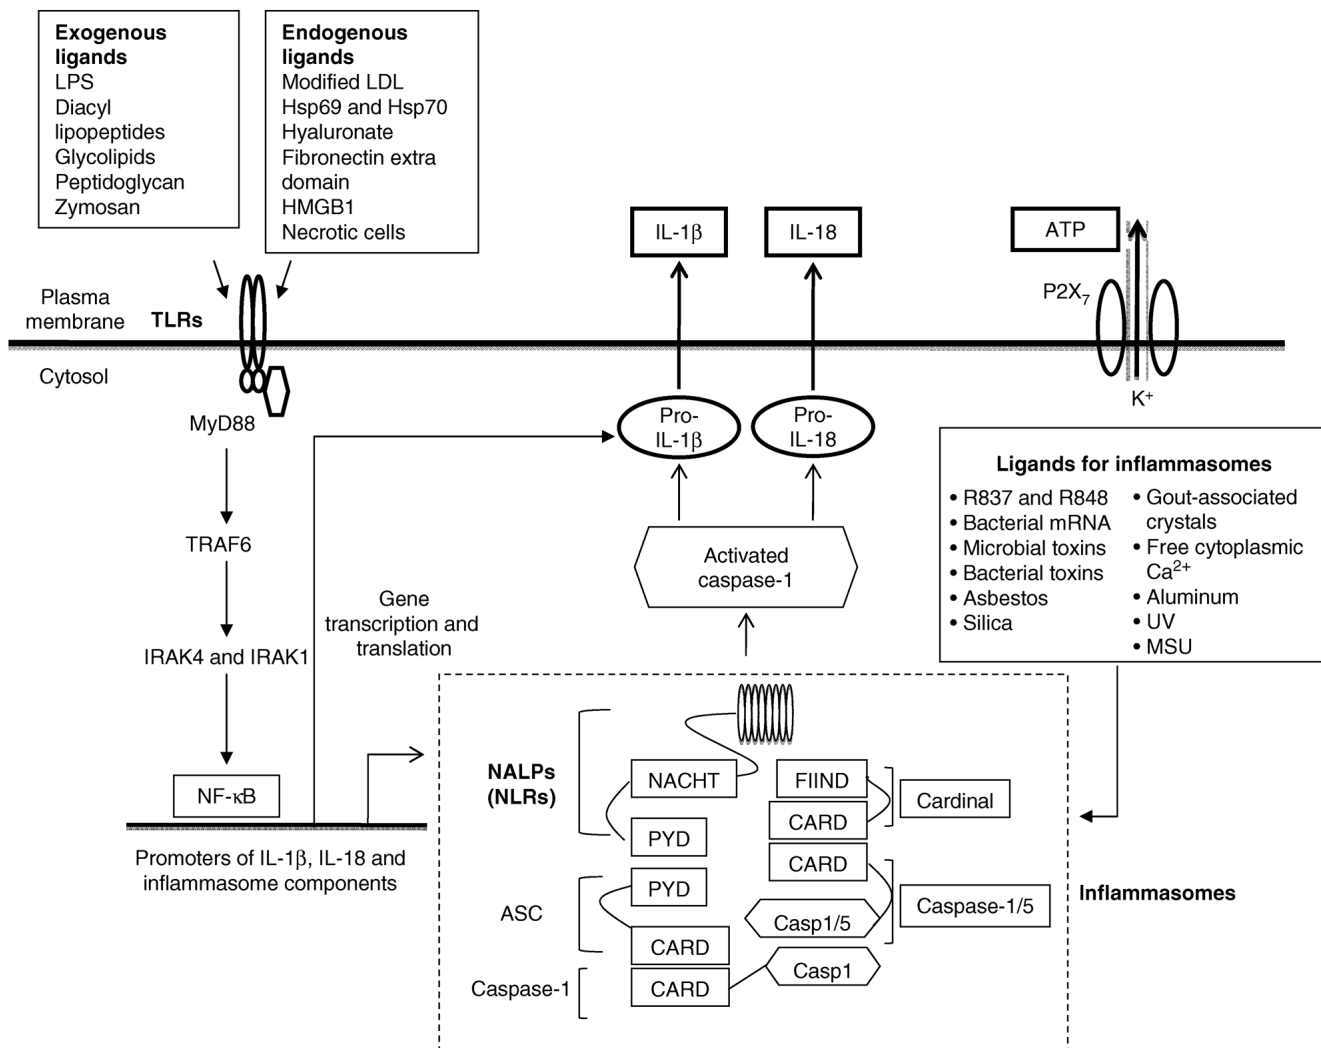 Exogenous
ligands
LPS
Diacyl
lipopeptides
Glycolipids
Peptidoglycan
Zymosan
Endogenous
ligands
Modified LDL
Hsp69 and Hsp70
Hyaluronate
Fibronectin extra
domain
HMGB1
Necrotic cells
IL-1β
IL-18
ATP
P2X₇
Plasma
membrane
TLRs
Cytosol
K⁺
MyD88
Pro-
IL-1β
Pro-
IL-18
TRAF6
Activated
caspase-1
Ligands for inflammasomes
• R837 and R848
• Bacterial mRNA
• Microbial toxins
• Bacterial toxins
• Asbestos
• Silica
• Gout-associated
crystals
• Free cytoplasmic
Ca²⁺
• Aluminum
• UV
• MSU
Gene
transcription and
translation
IRAK4 and IRAK1
NF-κB
Promoters of IL-1β, IL-18 and
inflammasome components
NALPs
(NLRs)
NACHT
PYD
FIIND
CARD
Cardinal
ASC
PYD
CARD
CARD
Casp1/5
Caspase-1/5
Inflammasomes
Caspase-1
CARD
Casp1